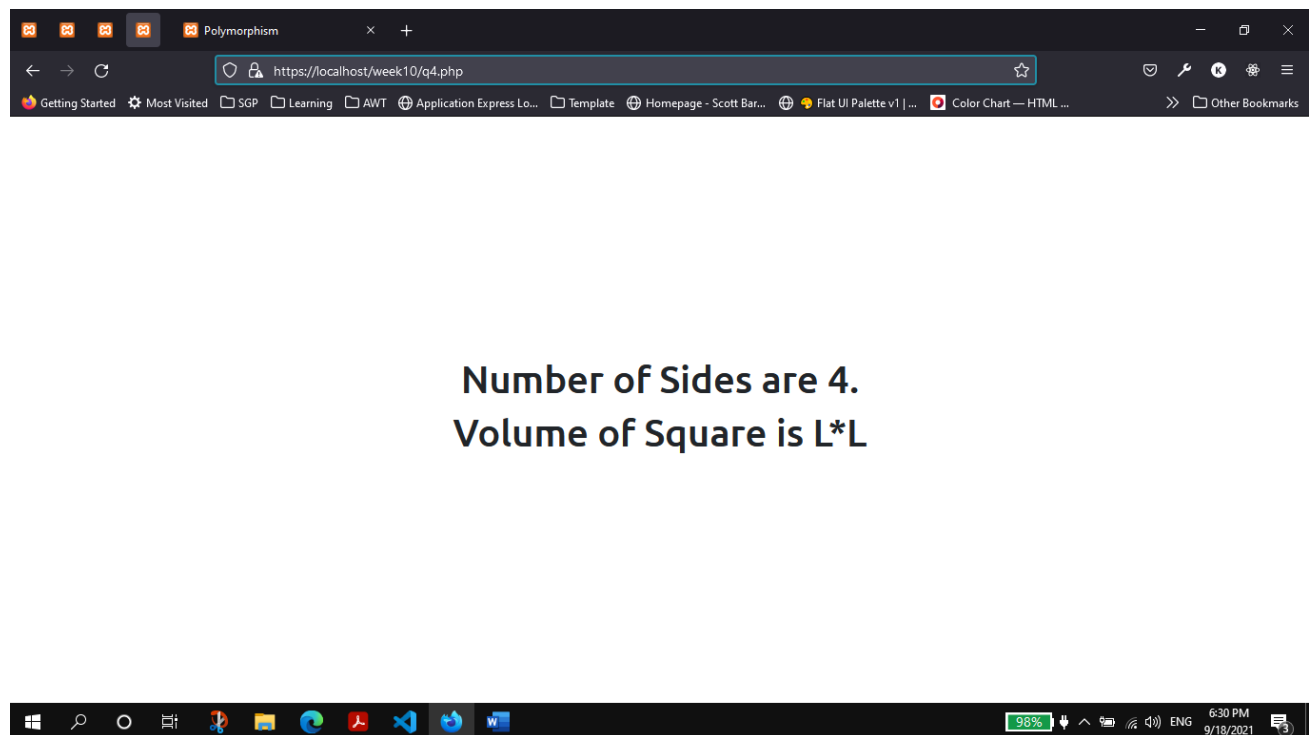 Polymorphism
https://localhost/week10/q4.php
K
Getting Started Most Visited SGP Learning AWT Application Express Lo... Template Homepage - Scott Bar... Flat UI Palette v1 | ... Color Chart — HTML ... Other Bookmarks
Number of Sides are 4.
Volume of Square is L*L
98% ENG 6:30 PM
9/18/2021 3